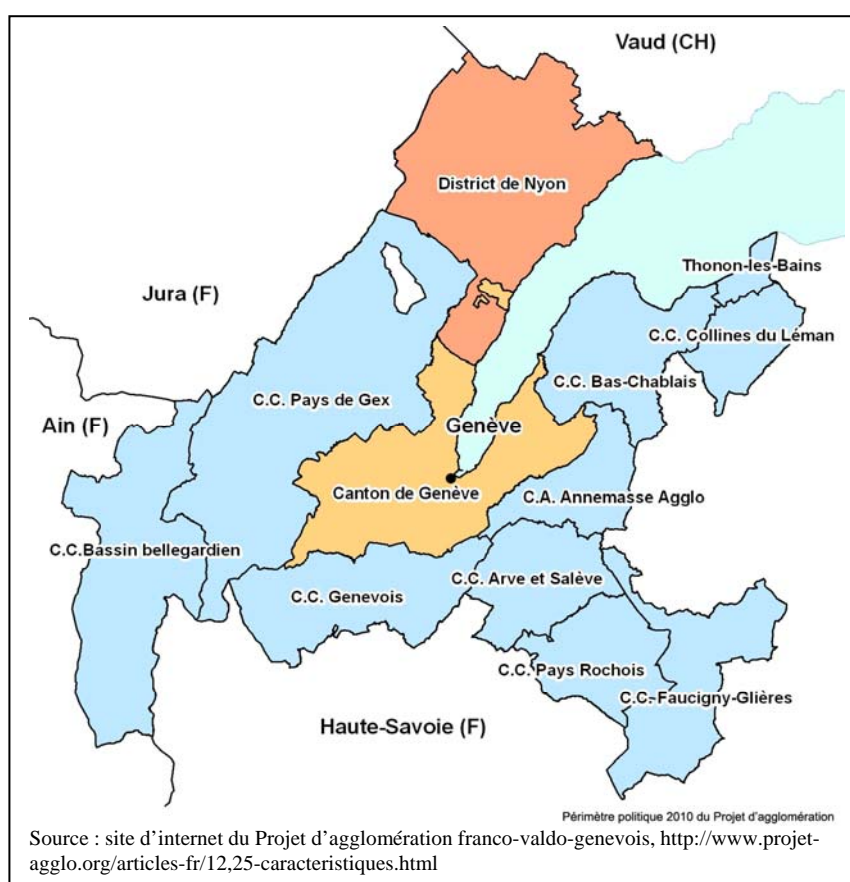 Vaud (CH)
District de Nyon
Thonon-les-Bains
Jura (F)
C.C. Collines du Léman
C.C. Bas-Chablais
C.C. Pays de Gex
Ain (F)
Genève
Canton de Genève
C.A. Annemasse Agglo
C.C.Bassin bellegardien
C.C. Arve et Salève
C.C. Genevois
C.C. Pays Rochois
C.C. Faucigny-Glières
Haute-Savoie (F)
Périmètre politique 2010 du Projet d'agglomération
Source : site d'internet du Projet d'agglomération franco-valdo-genevois, http://www.projet-
agglo.org/articles-fr/12,25-caracteristiques.html